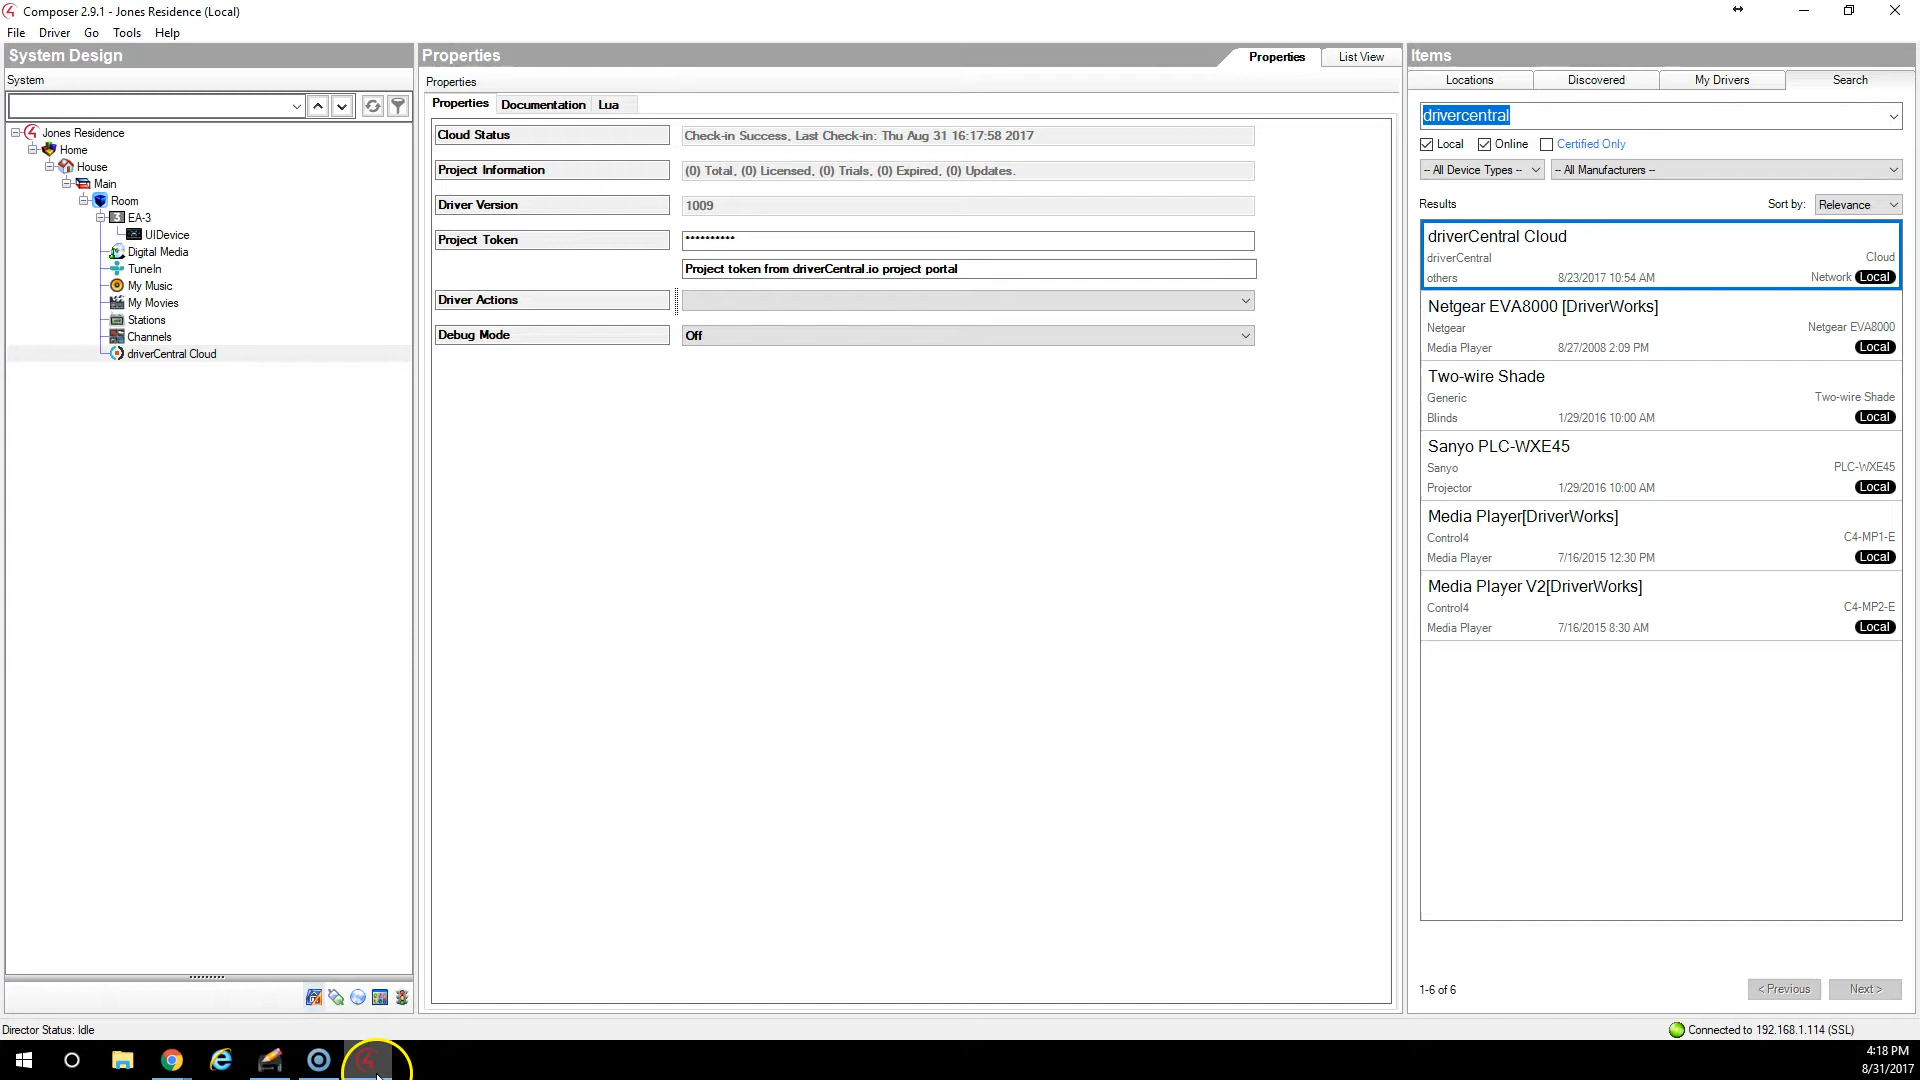 Composer 2.9.1 - Jones Residence (Local)
File Driver Go Tools Help
System Design
System
Jones Residence
Home
House
Main
Room
EA-3
UIDevice
Digital Media
TuneIn
My Music
My Movies
Stations
Channels
driverCentral Cloud
Director Status: Idle
Properties
Properties List View
Properties
Properties Documentation Lua
Cloud Status Check-in Success, Last Check-in: Thu Aug 31 16:17:58 2017
Project Information (0) Total, (0) Licensed, (0) Trials, (0) Expired, (0) Updates.
Driver Version 1009
Project Token **********
Project token from driverCentral.io project portal
Driver Actions
Debug Mode Off
Items
Locations Discovered My Drivers Search
drivercentral
Local Online Certified Only
-- All Device Types -- -- All Manufacturers --
Results Sort by: Relevance
driverCentral Cloud
driverCentral Cloud
others 8/23/2017 10:54 AM Network Local
Netgear EVA8000 [DriverWorks]
Netgear Netgear EVA8000
Media Player 8/27/2008 2:09 PM Local
Two-wire Shade
Generic Two-wire Shade
Blinds 1/29/2016 10:00 AM Local
Sanyo PLC-WXE45
Sanyo PLC-WXE45
Projector 1/29/2016 10:00 AM Local
Media Player[DriverWorks]
Control4 C4-MP1-E
Media Player 7/16/2015 12:30 PM Local
Media Player V2[DriverWorks]
Control4 C4-MP2-E
Media Player 7/16/2015 8:30 AM Local
1-6 of 6 < Previous Next >
Connected to 192.168.1.114 (SSL)
4:18 PM
8/31/2017